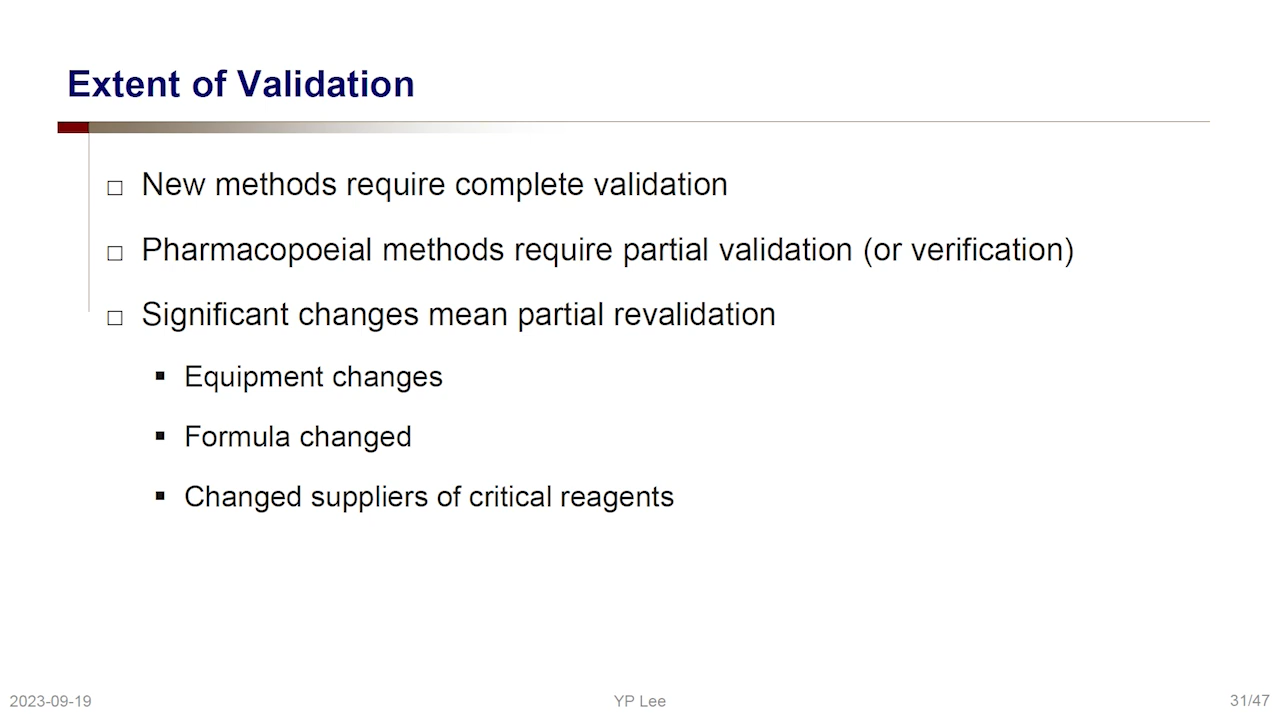 Extent of Validation
□ New methods require complete validation
□ Pharmacopoeial methods require partial validation (or verification)
□ Significant changes mean partial revalidation
▪ Equipment changes
▪ Formula changed
▪ Changed suppliers of critical reagents
2023-09-19
YP Lee
31/47